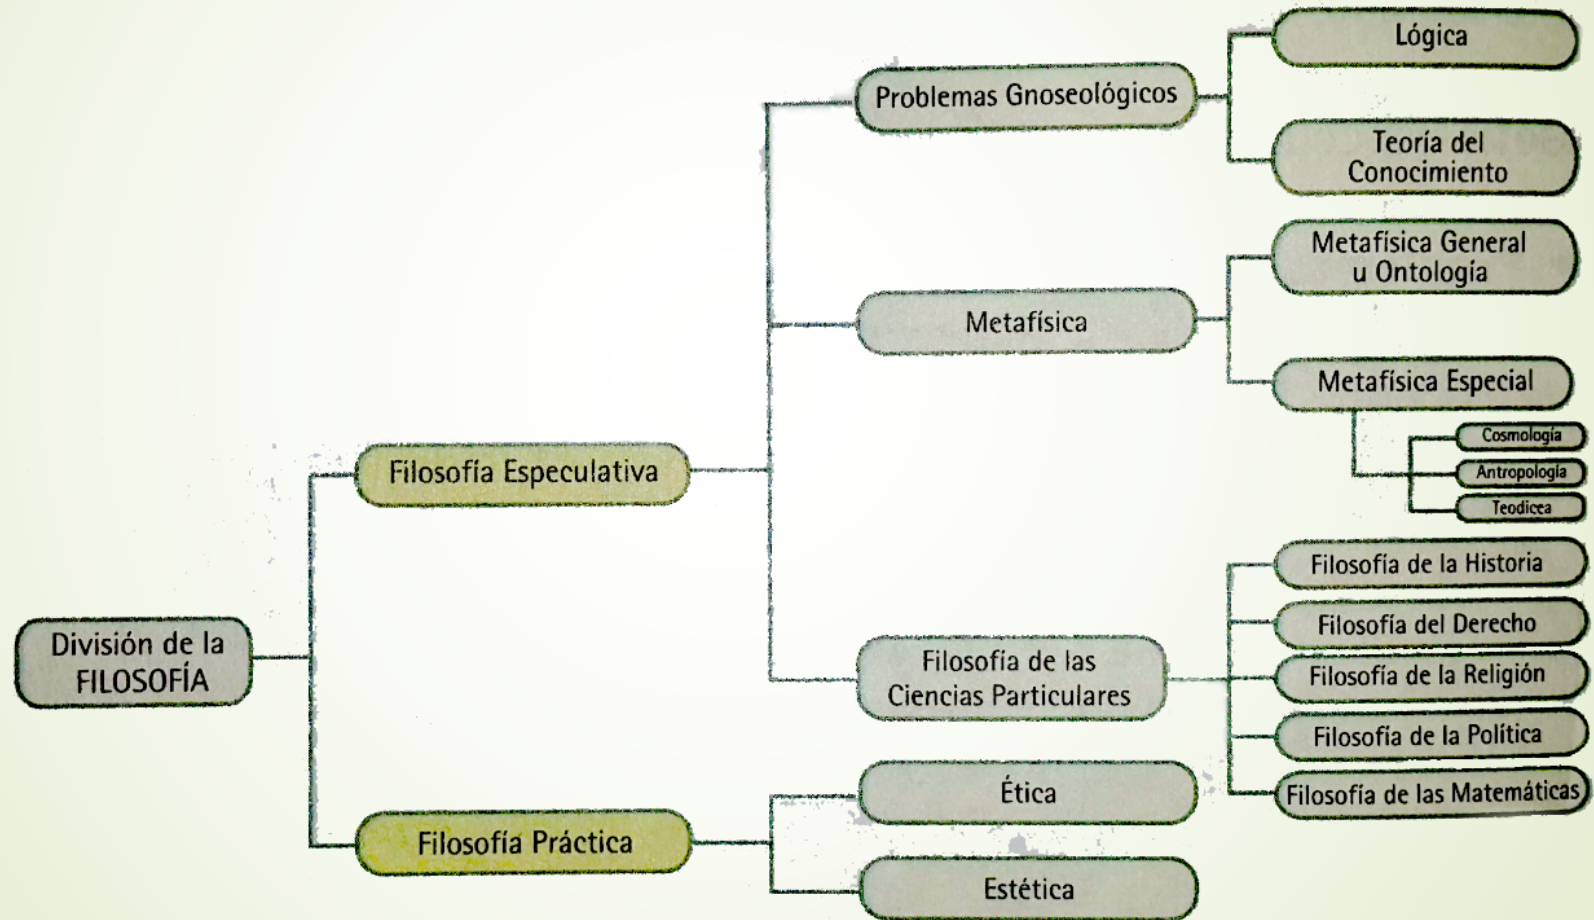 División de la
FILOSOFÍA
Filosofía Especulativa
Problemas Gnoseológicos
Lógica
Teoría del
Conocimiento
Metafísica
Metafísica General
u Ontología
Metafísica Especial
Cosmología
Antropología
Teodicea
Filosofía de las
Ciencias Particulares
Filosofía de la Historia
Filosofía del Derecho
Filosofía de la Religión
Filosofía de la Política
Filosofía de las Matemáticas
Filosofía Práctica
Ética
Estética